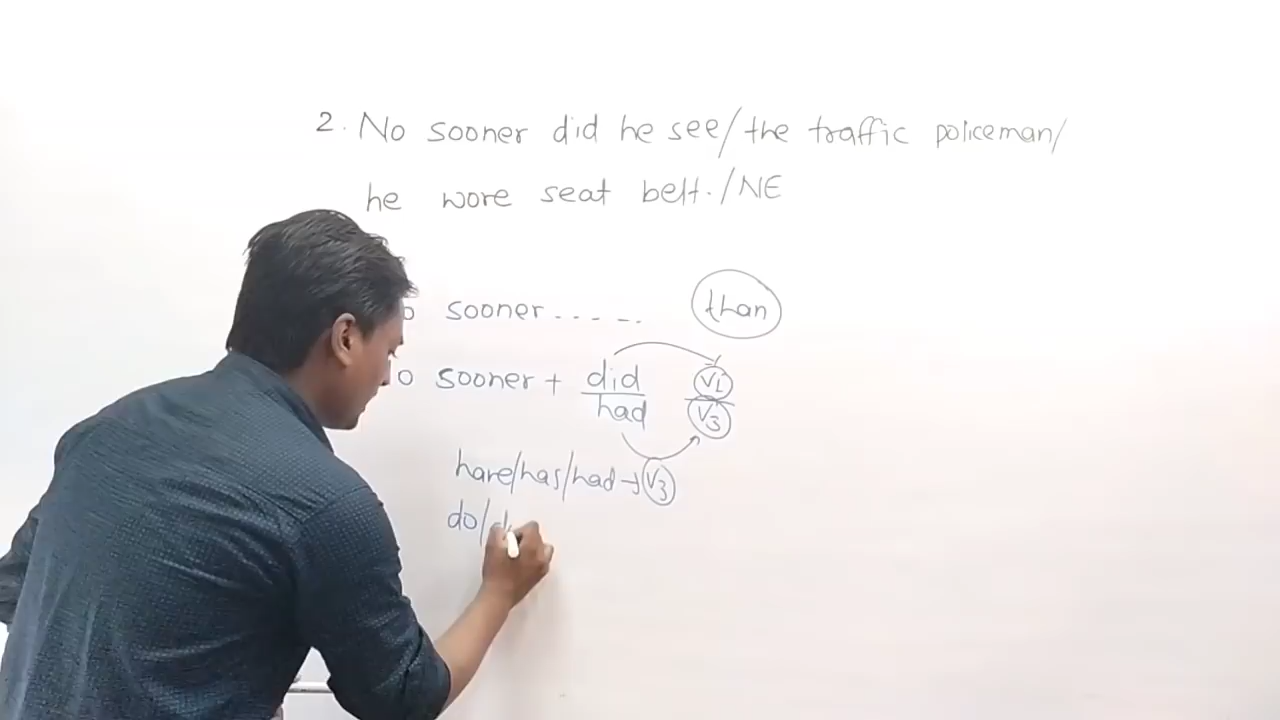 2. No sooner did he see/the traffic policeman/
he wore seat belt./NE
o sooner..... than
o sooner + did V1
had V3
have/has/had → V3
do/d